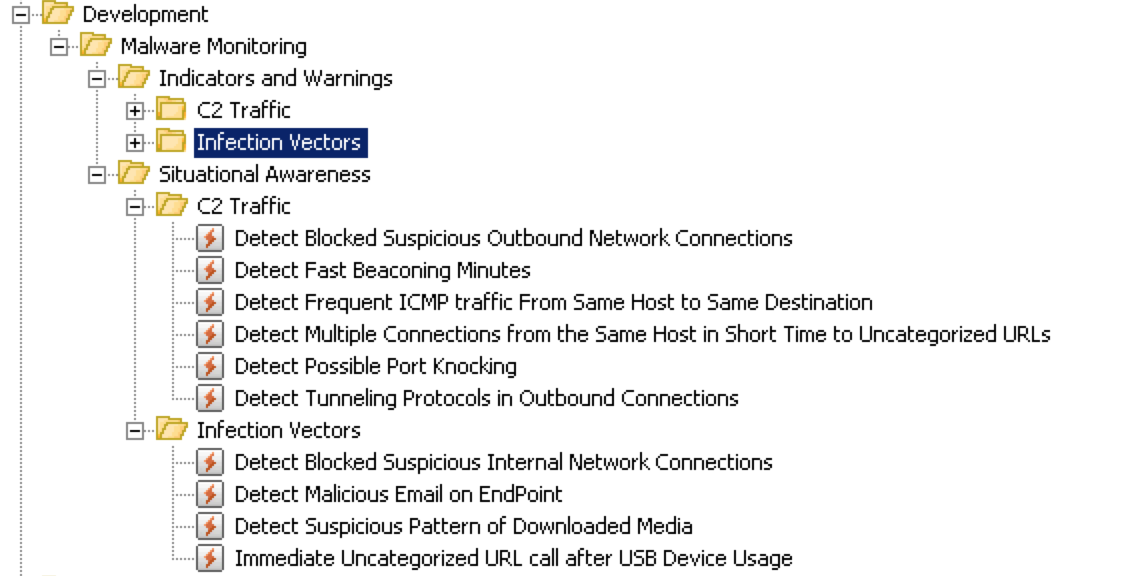 Development
Malware Monitoring
Indicators and Warnings
C2 Traffic
Infection Vectors
Situational Awareness
C2 Traffic
Detect Blocked Suspicious Outbound Network Connections
Detect Fast Beaconing Minutes
Detect Frequent ICMP traffic From Same Host to Same Destination
Detect Multiple Connections from the Same Host in Short Time to Uncategorized URLs
Detect Possible Port Knocking
Detect Tunneling Protocols in Outbound Connections
Infection Vectors
Detect Blocked Suspicious Internal Network Connections
Detect Malicious Email on EndPoint
Detect Suspicious Pattern of Downloaded Media
Immediate Uncategorized URL call after USB Device Usage